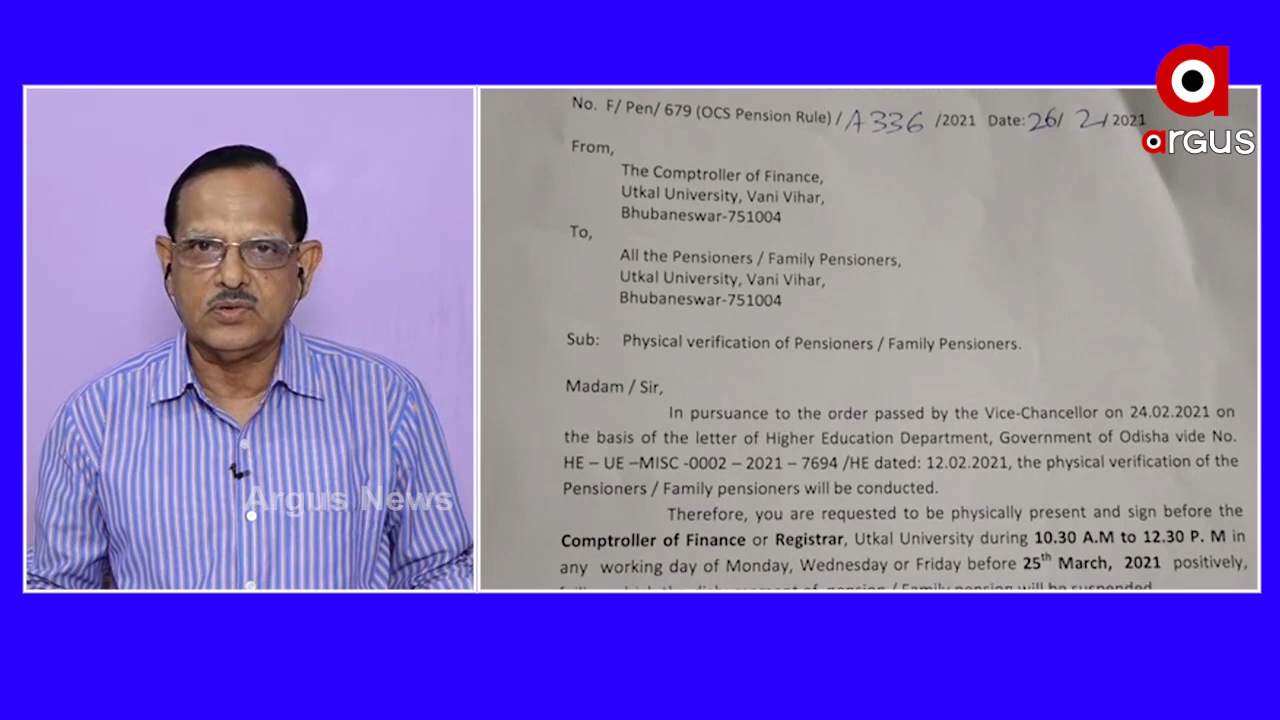 argus
Argus News
No. F/ Pen/ 679 (OCS Pension Rule) / A336 /2021 Date: 26/ 2/ 2021
From,
The Comptroller of Finance,
Utkal University, Vani Vihar,
Bhubaneswar-751004
To,
All the Pensioners / Family Pensioners,
Utkal University, Vani Vihar,
Bhubaneswar-751004
Sub: Physical verification of Pensioners / Family Pensioners.
Madam / Sir,
In pursuance to the order passed by the Vice-Chancellor on 24.02.2021 on
the basis of the letter of Higher Education Department, Government of Odisha vide No.
HE – UE –MISC -0002 – 2021 – 7694 /HE dated: 12.02.2021, the physical verification of the
Pensioners / Family pensioners will be conducted.
Therefore, you are requested to be physically present and sign before the
Comptroller of Finance or Registrar, Utkal University during 10.30 A.M to 12.30 P. M in
any working day of Monday, Wednesday or Friday before 25th March, 2021 positively,
pension / Family pension will be suspended